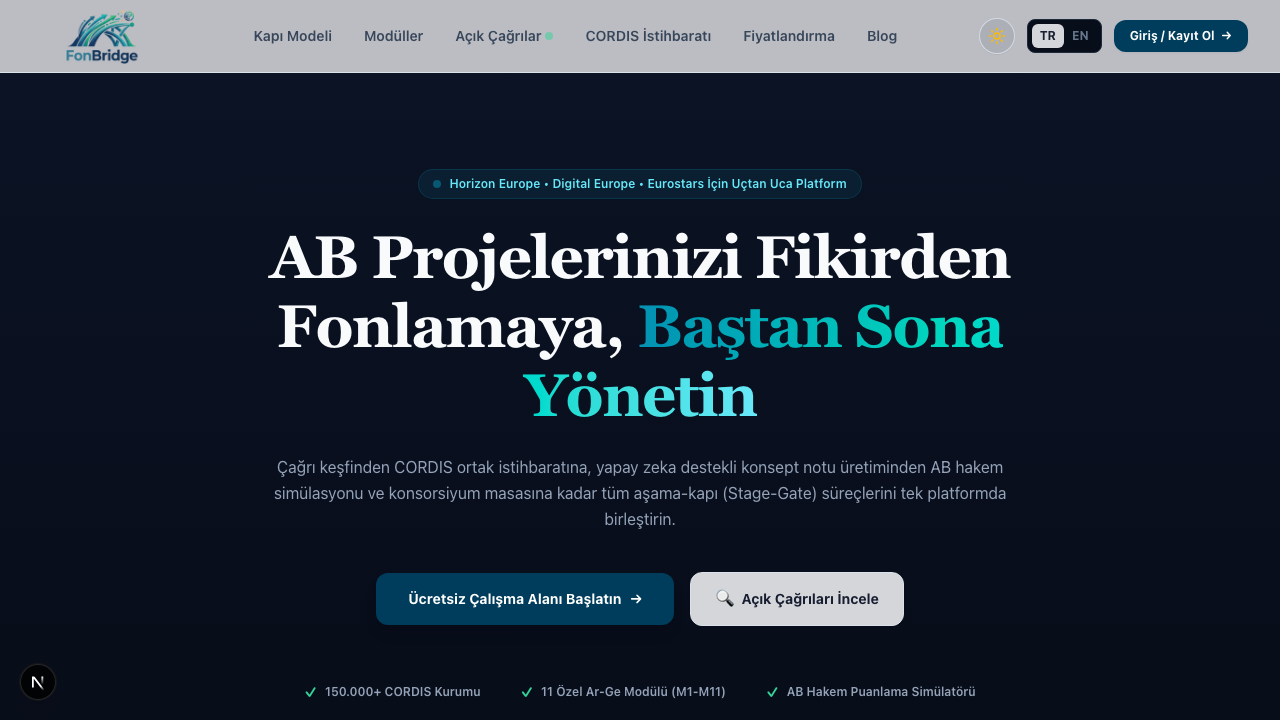 FonBridge
Kapı Modeli
Modüller
Açık Çağrılar
CORDIS İstihbaratı
Fiyatlandırma
Blog
TR
EN
Giriş / Kayıt Ol →
Horizon Europe • Digital Europe • Eurostars İçin Uçtan Uca Platform
AB Projelerinizi Fikirden
Fonlamaya, Baştan Sona
Yönetin
Çağrı keşfinden CORDIS ortak istihbaratına, yapay zeka destekli konsept notu üretiminden AB hakem
simülasyonu ve konsorsiyum masasına kadar tüm aşama-kapı (Stage-Gate) süreçlerini tek platformda
birleştirin.
Ücretsiz Çalışma Alanı Başlatın →
🔍 Açık Çağrıları İncele
N
✓ 150.000+ CORDIS Kurumu
✓ 11 Özel Ar-Ge Modülü (M1-M11)
✓ AB Hakem Puanlama Simülatörü